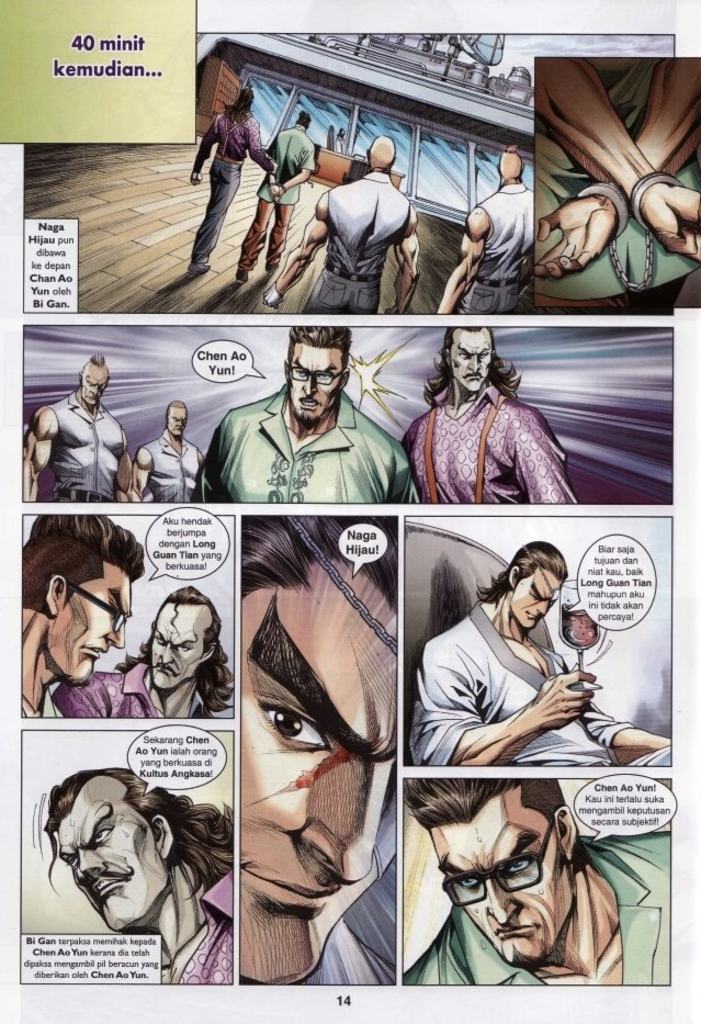 40 minit
kemudian...
Naga
Hijau pun
dibawa
ke depan
Chan Ao
Yun oleh
Bi Gan.
Chen Ao
Yun!
Aku hendak
berjumpa
dengan Long
Guan Tian yang
berkuasa!
Naga
Hijau!
Biar saja
tujuan dan
niat kau, baik
Long Guan Tian
mahupun aku
ini tidak akan
percaya!
Sekarang Chen
Ao Yun ialah orang
yang berkuasa di
Kultus Angkasa!
Bi Gan terpaksa memihak kepada
Chen Ao Yun kerana dia telah
dipaksa mengambil pil beracun yang
diberikan oleh Chen Ao Yun.
Chen Ao Yun!
Kau ini terlalu suka
mengambil keputusan
secara subjektif!
14